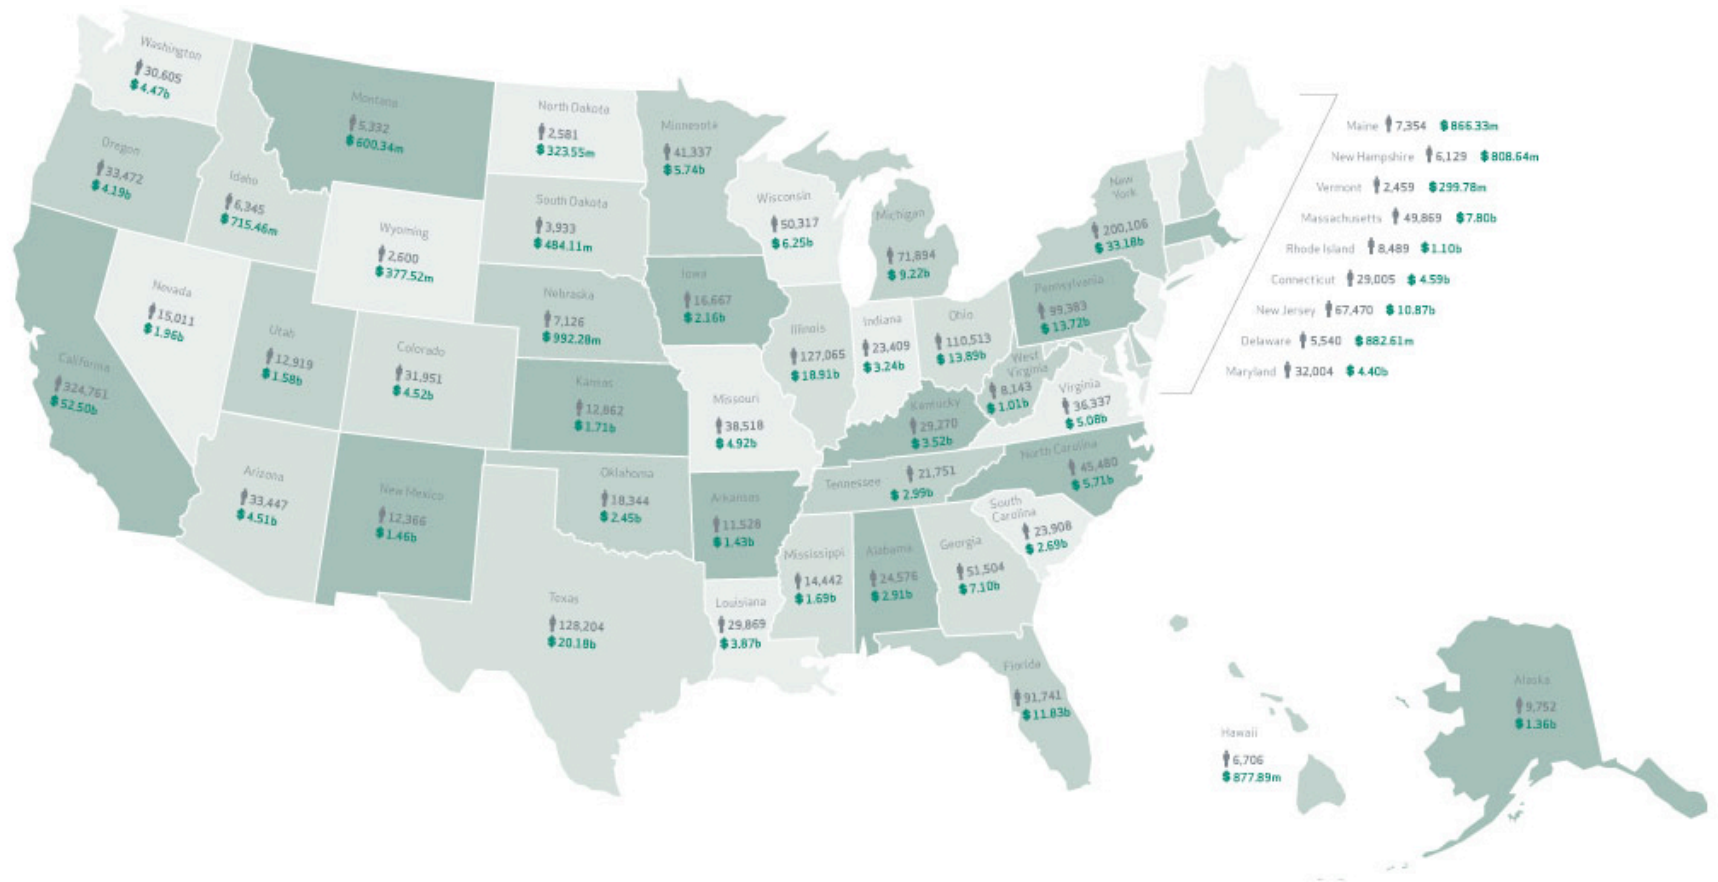 Washington
30,605
$4.47b
Oregon
33,472
$4.19b
Idaho
6,345
$715.46m
Montana
5,332
$600.34m
North Dakota
2,581
$323.55m
Minnesota
41,337
$5.74b
South Dakota
3,933
$484.11m
Wyoming
2,600
$377.52m
Wisconsin
50,317
$6.25b
Michigan
71,894
$9.22b
New
York
200,106
$33.18b
Nevada
15,011
$1.96b
California
324,761
$52.50b
Utah
12,919
$1.58b
Colorado
31,951
$4.52b
Nebraska
7,126
$992.28m
Iowa
16,667
$2.16b
Illinois
127,065
$18.91b
Indiana
23,409
$3.24b
Ohio
110,513
$13.89b
Pennsylvania
99,383
$13.72b
West
Virginia
8,143
$1.01b
Virginia
36,337
$5.08b
Kentucky
29,270
$3.52b
Kansas
12,862
$1.71b
Missouri
38,518
$4.92b
Arizona
33,447
$4.51b
New Mexico
12,366
$1.46b
Oklahoma
18,344
$2.45b
Arkansas
11,528
$1.43b
Tennessee
21,751
$2.99b
North Carolina
45,480
$5.71b
South
Carolina
23,908
$2.69b
Texas
128,204
$20.18b
Louisiana
29,869
$3.87b
Mississippi
14,442
$1.69b
Alabama
24,576
$2.91b
Georgia
51,504
$7.10b
Florida
91,741
$11.83b
Maine 7,354 $866.33m
New Hampshire 6,129 $808.64m
Vermont 2,459 $299.78m
Massachusetts 49,869 $7.80b
Rhode Island 8,489 $1.10b
Connecticut 29,005 $4.59b
New Jersey 67,470 $10.87b
Delaware 5,540 $882.61m
Maryland 32,004 $4.40b
Hawaii
6,706
$877.89m
Alaska
9,752
$1.36b